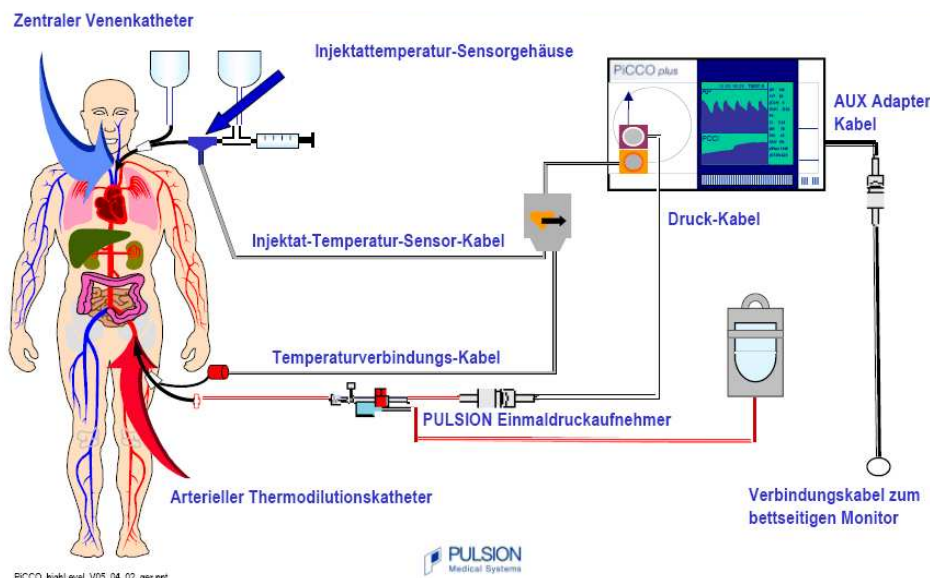 Zentraler Venenkatheter
Injektattemperatur-Sensorgehäuse
PiCCO plus
AUX Adapter
Kabel
Druck-Kabel
Injektat-Temperatur-Sensor-Kabel
Temperaturverbindungs-Kabel
PULSION Einmaldruckaufnehmer
Arterieller Thermodilutionskatheter
Verbindungskabel zum
bettseitigen Monitor
PULSION
Medical Systems